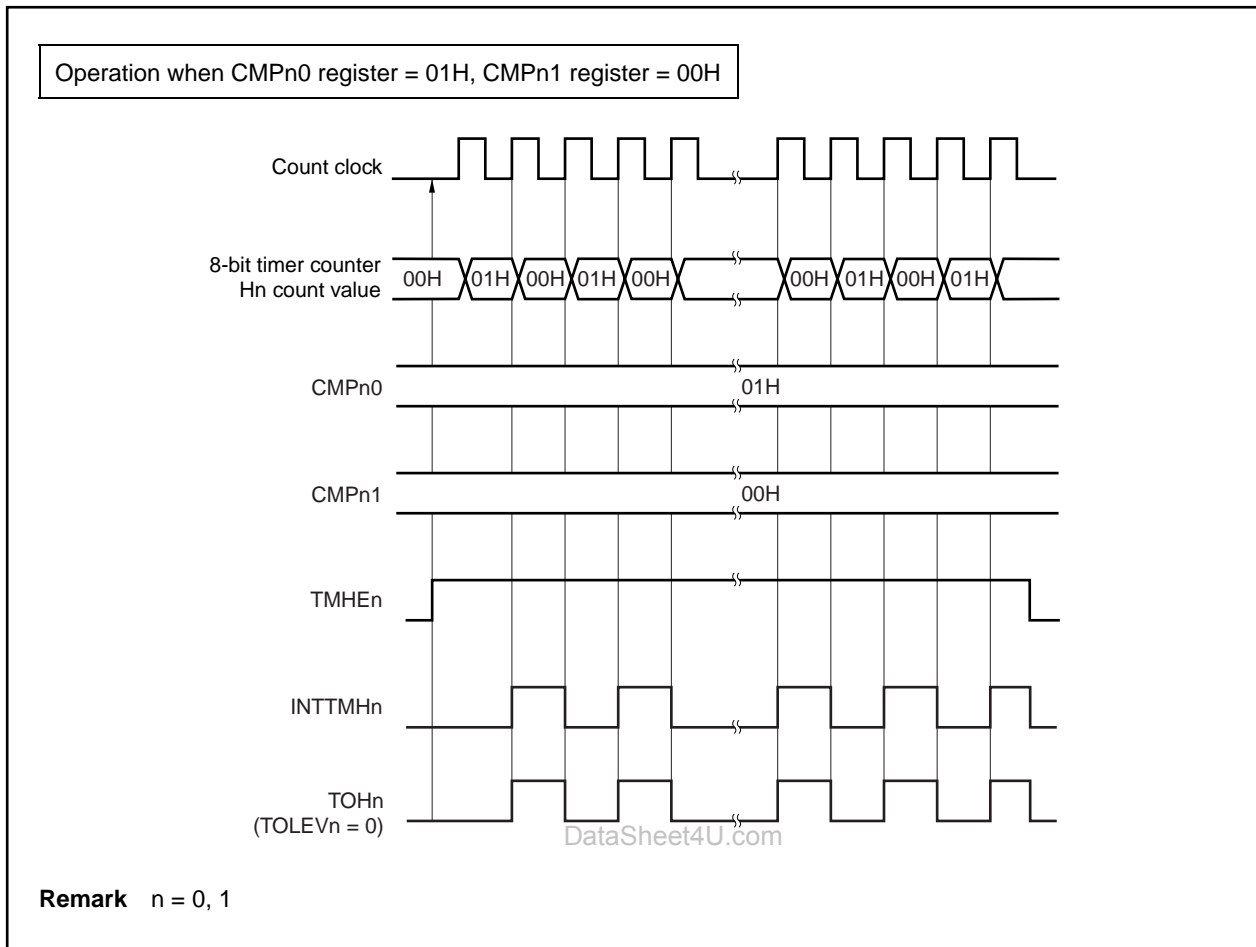 Operation when CMPn0 register = 01H, CMPn1 register = 00H
Count clock
8-bit timer counter
Hn count value
00H 01H 00H 01H 00H 00H 01H 00H 01H
CMPn0
01H
CMPn1
00H
TMHEn
INTTMHn
TOHn
(TOLEVn = 0)
DataSheet4U.com
Remark n = 0, 1